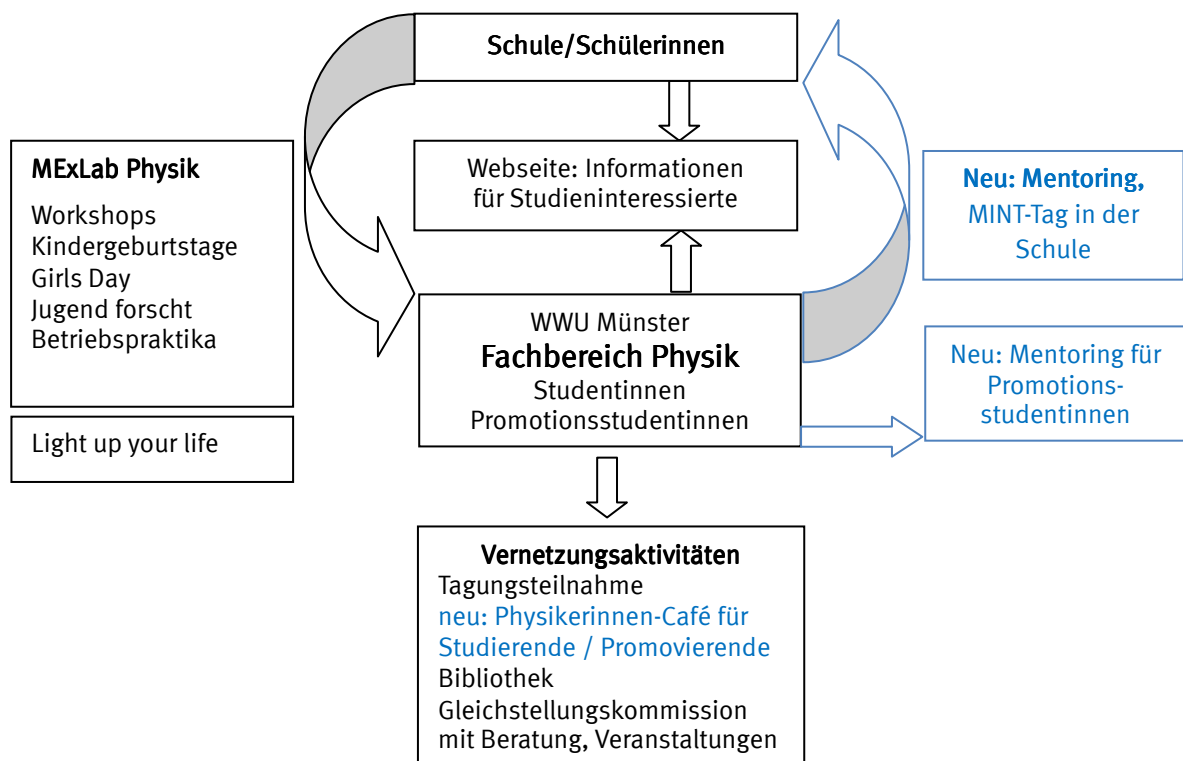 Schule/Schülerinnen
Webseite: Informationen
für Studieninteressierte
MExLab Physik
Workshops
Kindergeburtstage
Girls Day
Jugend forscht
Betriebspraktika
Light up your life
WWU Münster
Fachbereich Physik
Studentinnen
Promotionsstudentinnen
Neu: Mentoring,
MINT-Tag in der
Schule
Neu: Mentoring für
Promotions-
studentinnen
Vernetzungsaktivitäten
Tagungsteilnahme
neu: Physikerinnen-Café für
Studierende / Promovierende
Bibliothek
Gleichstellungskommission
mit Beratung, Veranstaltungen